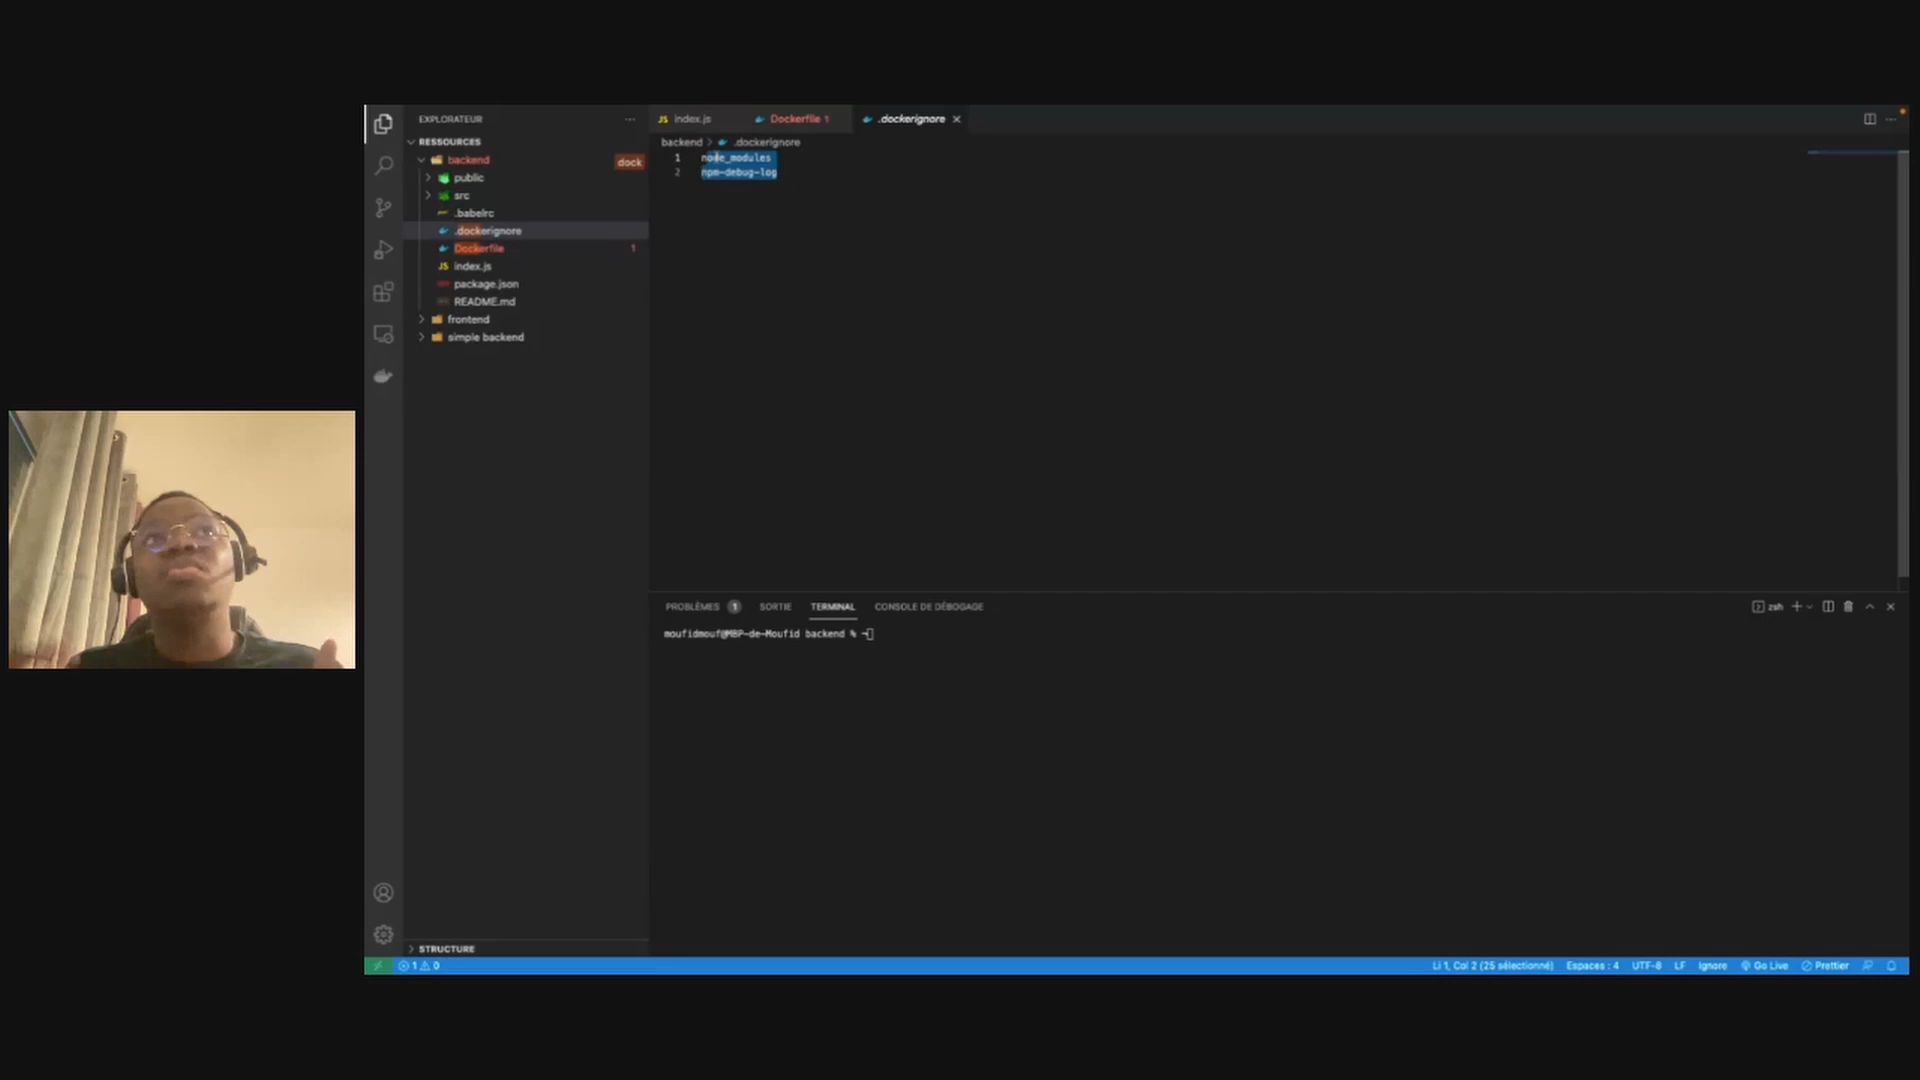 EXPLORATEUR
RESSOURCES
backend
dock
public
src
.babelrc
.dockerignore
Dockerfile
1
JS index.js
package.json
README.md
frontend
simple backend
STRUCTURE
JS index.js
Dockerfile 1
.dockerignore
backend > .dockerignore
1 node_modules
2 npm-debug-log
PROBLÈMES 1
SORTIE
TERMINAL
CONSOLE DE DÉBOGAGE
zsh
moufidmouf@MBP-de-Moufid backend %
1 0
Li 1, Col 2 (25 sélectionné)
Espaces : 4
UTF-8
LF
Ignore
Go Live
Prettier